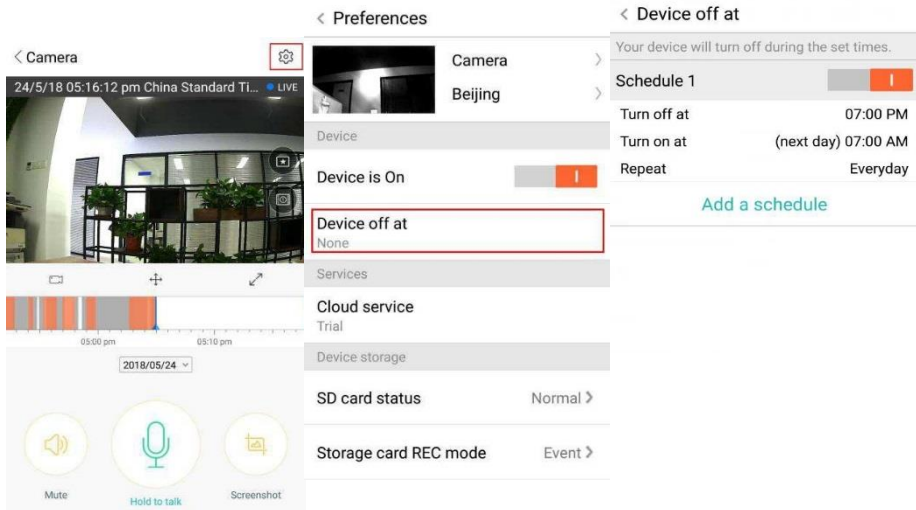 Camera
24/5/18 05:16:12 pm China Standard Ti... LIVE
05:00 pm
05:10 pm
2018/05/24
Mute
Hold to talk
Screenshot
Preferences
Camera
Beijing
Device
Device is On
Device off at
None
Services
Cloud service
Trial
Device storage
SD card status Normal
Storage card REC mode Event
Device off at
Your device will turn off during the set times.
Schedule 1
Turn off at 07:00 PM
Turn on at (next day) 07:00 AM
Repeat Everyday
Add a schedule